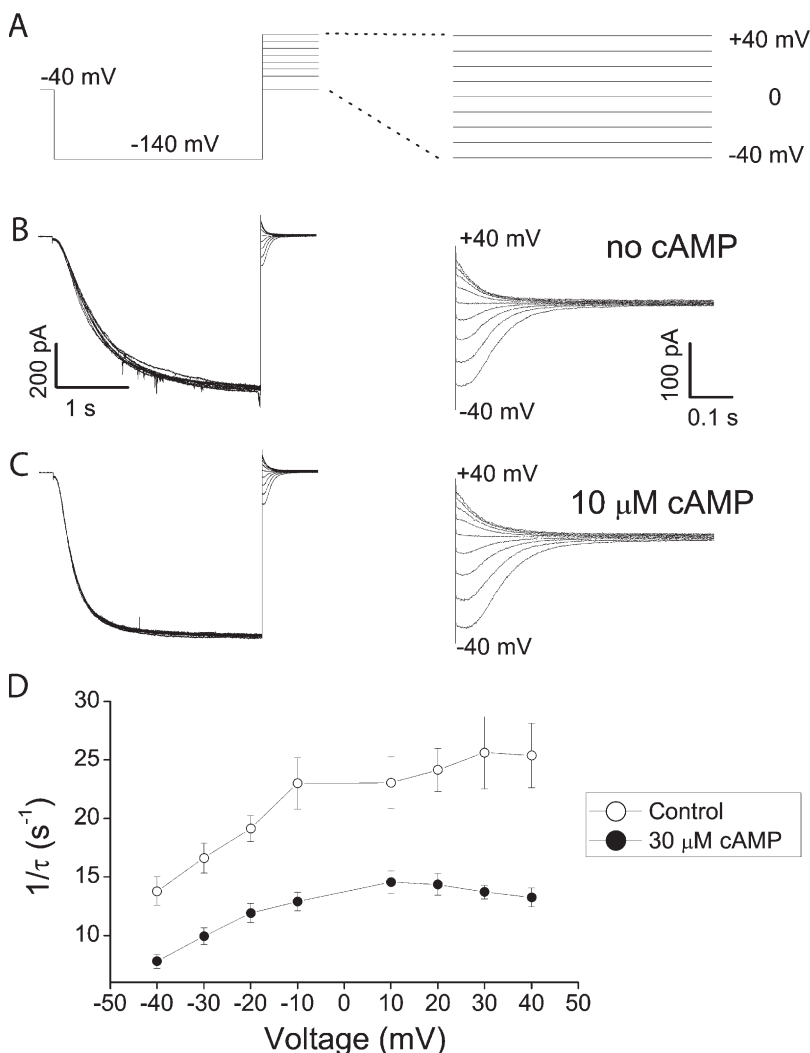 A
-40 mV
-140 mV
+40 mV
0
-40 mV
B
200 pA
1 s
+40 mV
no cAMP
-40 mV
100 pA
0.1 s
C
+40 mV
10 μM cAMP
-40 mV
D
30
25
20
15
10
1/τ (s⁻¹)
-50 -40 -30 -20 -10 0 10 20 30 40 50
Voltage (mV)
Control
30 μM cAMP